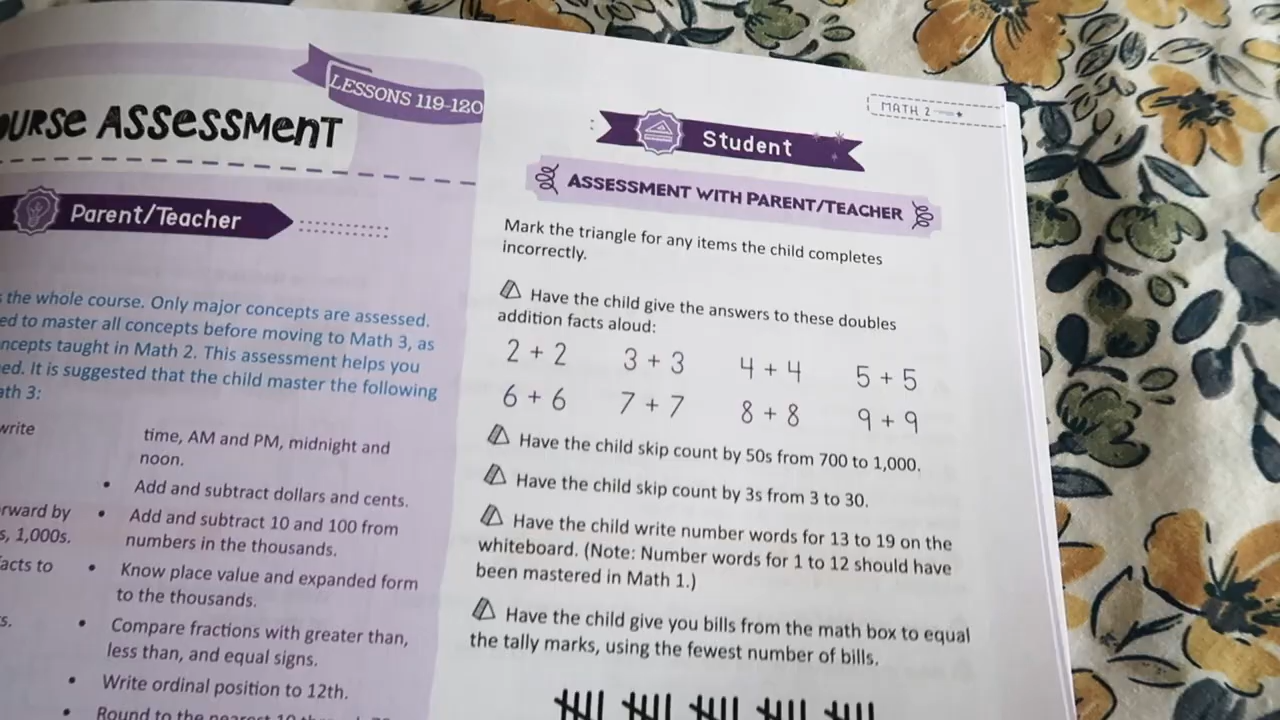 LESSONS 119-120
ASSESSMENT
Parent/Teacher
the whole course. Only major concepts are assessed.
to master all concepts before moving to Math 3, as
taught in Math 2. This assessment helps you
It is suggested that the child master the following
3:
write
time, AM and PM, midnight and
noon.
• Add and subtract dollars and cents.
by
1,000s.
• Add and subtract 10 and 100 from
numbers in the thousands.
to
• Know place value and expanded form
to the thousands.
• Compare fractions with greater than,
less than, and equal signs.
• Write ordinal position to 12th.
• Round to the nearest 10
MATH 2
Student
ASSESSMENT WITH PARENT/TEACHER
Mark the triangle for any items the child completes
incorrectly.
Have the child give the answers to these doubles
addition facts aloud:
2 + 2 3 + 3 4 + 4 5 + 5
6 + 6 7 + 7 8 + 8 9 + 9
Have the child skip count by 50s from 700 to 1,000.
Have the child skip count by 3s from 3 to 30.
Have the child write number words for 13 to 19 on the
whiteboard. (Note: Number words for 1 to 12 should have
been mastered in Math 1.)
Have the child give you bills from the math box to equal
the tally marks, using the fewest number of bills.